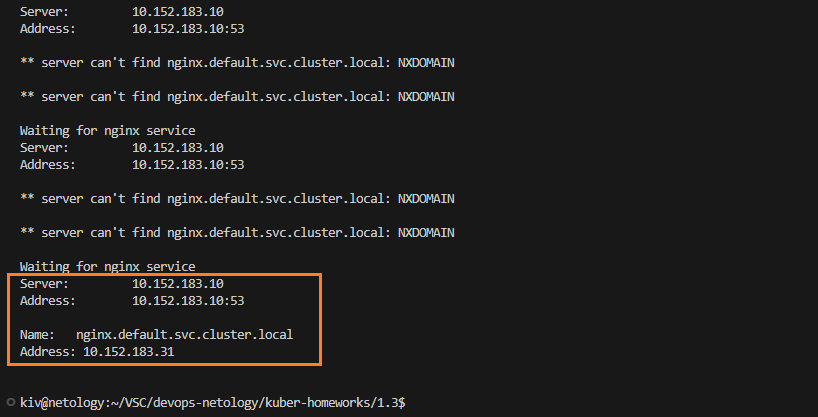 Server: 10.152.183.10
Address: 10.152.183.10:53
** server can't find nginx.default.svc.cluster.local: NXDOMAIN
** server can't find nginx.default.svc.cluster.local: NXDOMAIN
Waiting for nginx service
Server: 10.152.183.10
Address: 10.152.183.10:53
** server can't find nginx.default.svc.cluster.local: NXDOMAIN
** server can't find nginx.default.svc.cluster.local: NXDOMAIN
Waiting for nginx service
Server: 10.152.183.10
Address: 10.152.183.10:53
Name: nginx.default.svc.cluster.local
Address: 10.152.183.31
kiv@netology:~/VSC/devops-netology/kuber-homeworks/1.3$